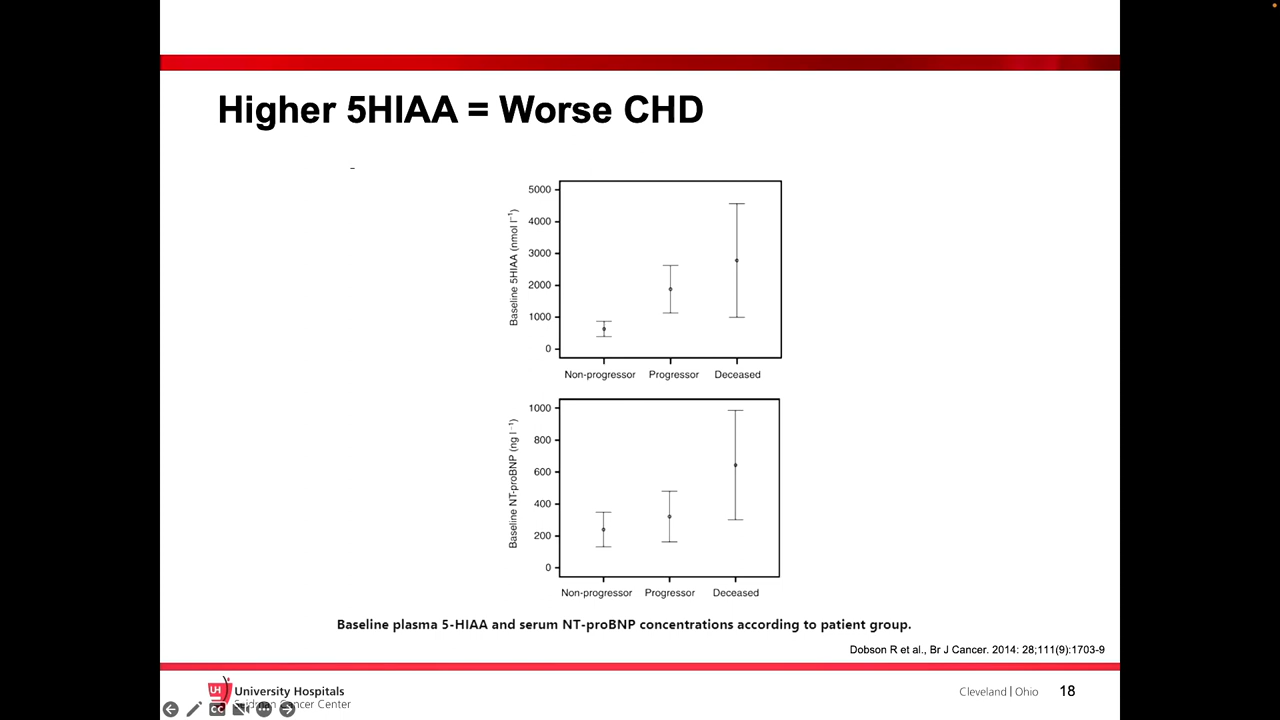 Higher 5HIAA = Worse CHD
-
Baseline 5HIAA (nmol l⁻¹)
5000
4000
3000
2000
1000
0
Non-progressor Progressor Deceased
Baseline NT-proBNP (ng l⁻¹)
1000
800
600
400
200
0
Non-progressor Progressor Deceased
Baseline plasma 5-HIAA and serum NT-proBNP concentrations according to patient group.
Dobson R et al., Br J Cancer. 2014: 28;111(9):1703-9
UH University Hospitals
Seidman Cancer Center
Cleveland | Ohio 18
CC